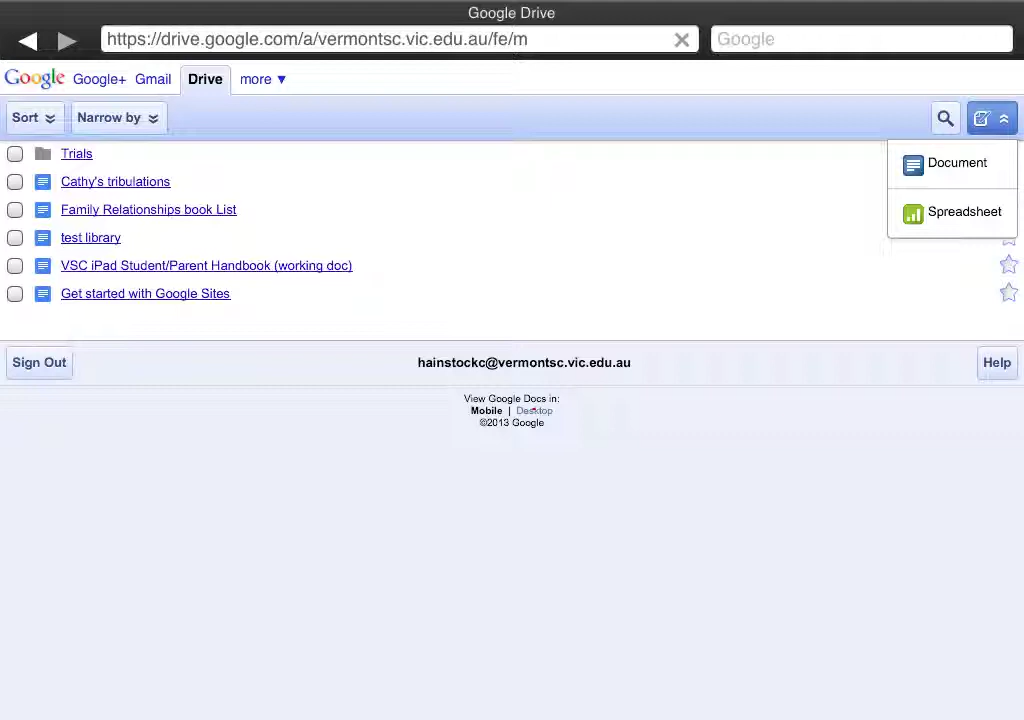 Google Drive
https://drive.google.com/a/vermontsc.vic.edu.au/fe/m
Google
Google Google+ Gmail Drive more ▼
Sort Narrow by
Trials
Document
Cathy's tribulations
Family Relationships book List
Spreadsheet
test library
VSC iPad Student/Parent Handbook (working doc)
Get started with Google Sites
Sign Out hainstockc@vermontsc.vic.edu.au Help
View Google Docs in:
Mobile | Desktop
©2013 Google